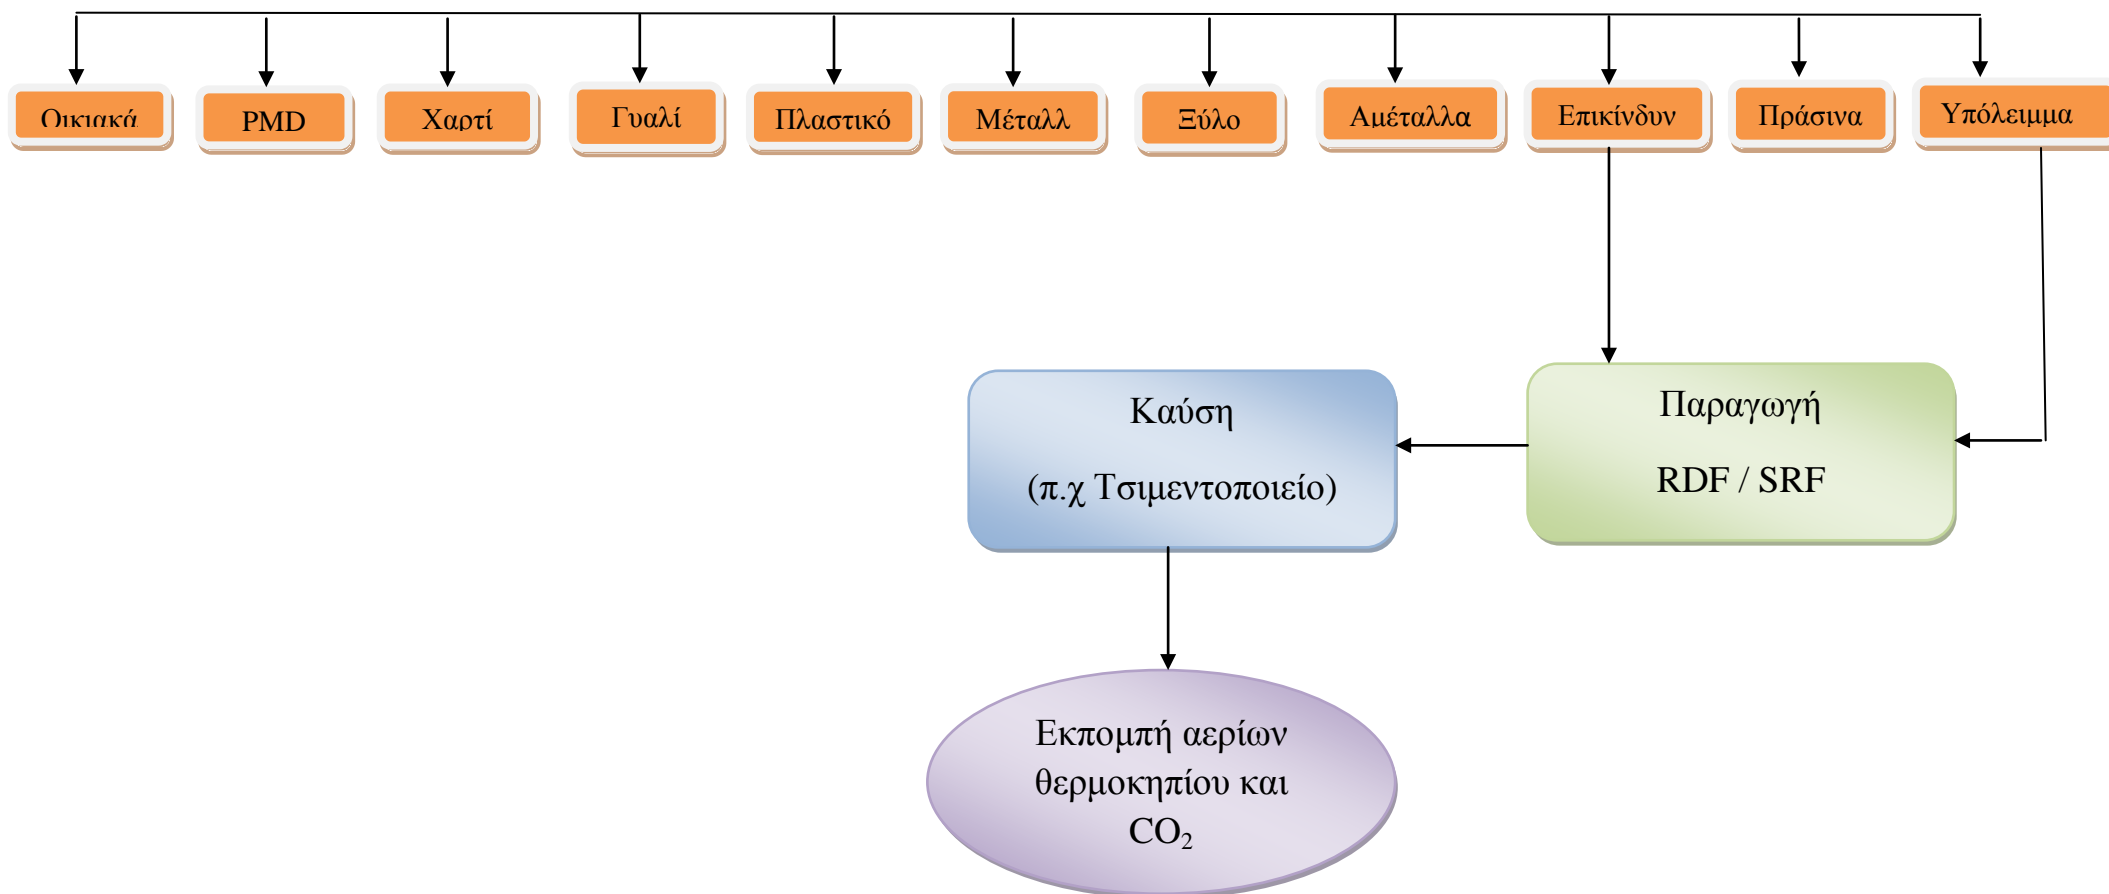 Οικιακά
PMD
Χαρτί
Γυαλί
Πλαστικό
Μέταλλ
Ξύλο
Αμέταλλα
Επικίνδυν
Πράσινα
Υπόλειμμα
Καύση
(π.χ Τσιμεντοποιείο)
Παραγωγή
RDF / SRF
Εκπομπή αερίων
θερμοκηπίου και
CO₂